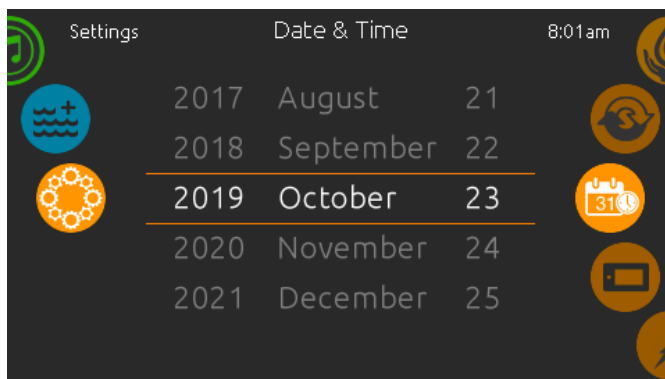 Settings Date & Time 8:01am
2017 August 21
2018 September 22
2019 October 23
31
2020 November 24
2021 December 25